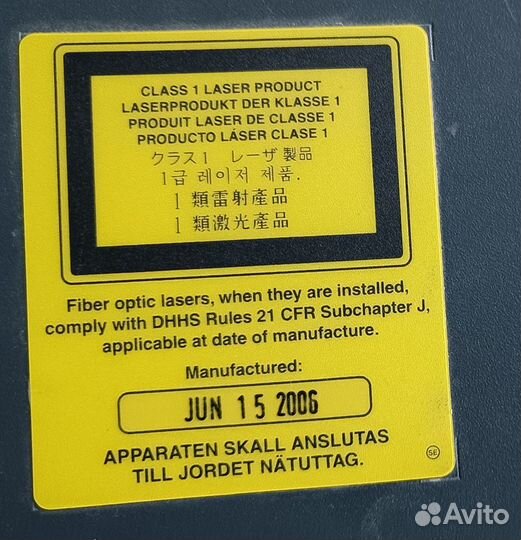 CLASS 1 LASER PRODUCT
LASERPRODUKT DER KLASSE 1
PRODUIT LASER DE CLASSE 1
PRODUCTO LÁSER CLASE 1
クラス1 レーザ製品
1급 레이저 제품.
1 類雷射產品
1 類激光產品
Fiber optic lasers, when they are installed,
comply with DHHS Rules 21 CFR Subchapter J,
applicable at date of manufacture.
Manufactured:
JUN 15 2006
APPARATEN SKALL ANSLUTAS
TILL JORDET NÄTUTTAG.
SE
Avito